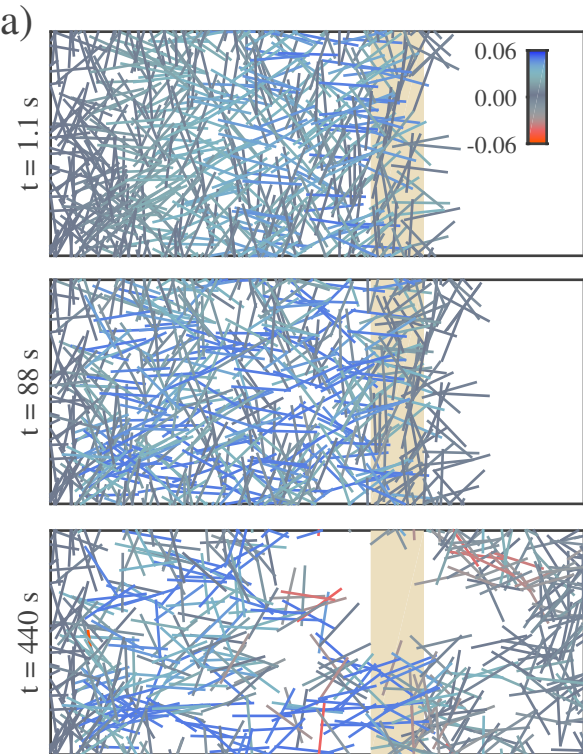 a)
t = 1.1 s
0.06
0.00
-0.06
t = 88 s
t = 440 s